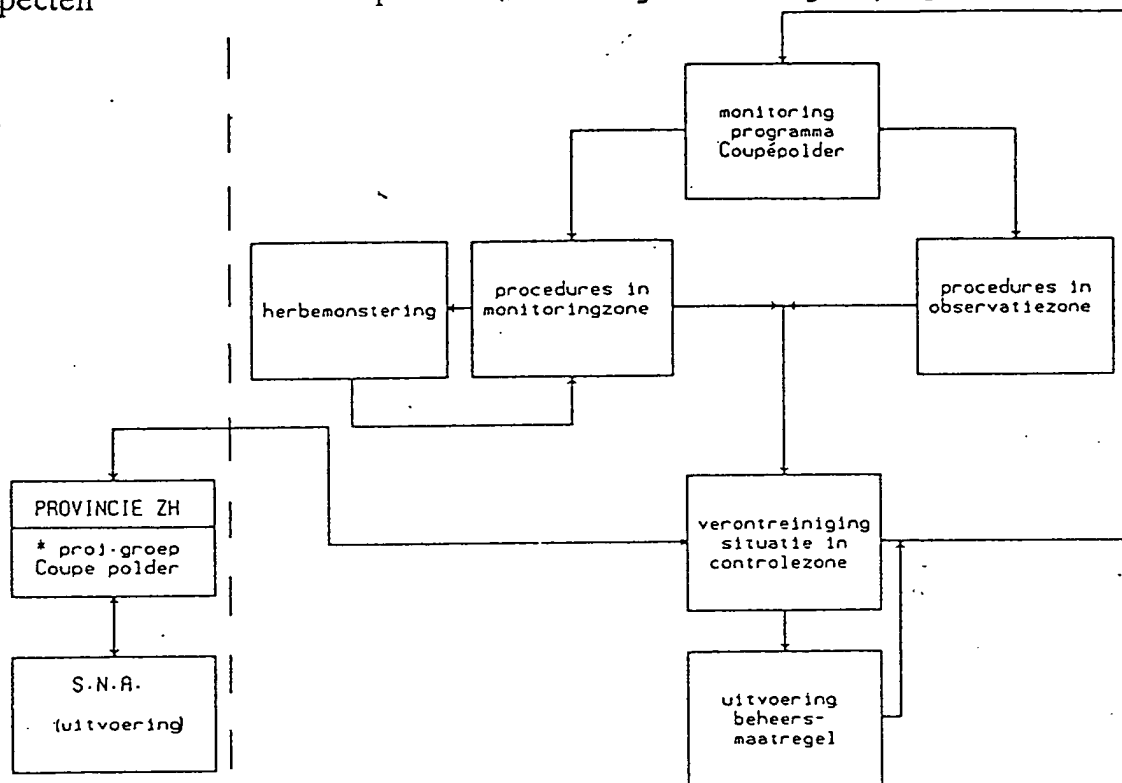 monitoring
programma
Coupépolder
herbemonstering
procedures in
monitoringzone
procedures in
observatiezone
PROVINCIE ZH
* proj.groep
Coupe polder
verontreiniging
situatie in
controlezone
S.N.A.
(uitvoering)
uitvoering
beheers-
maatregel